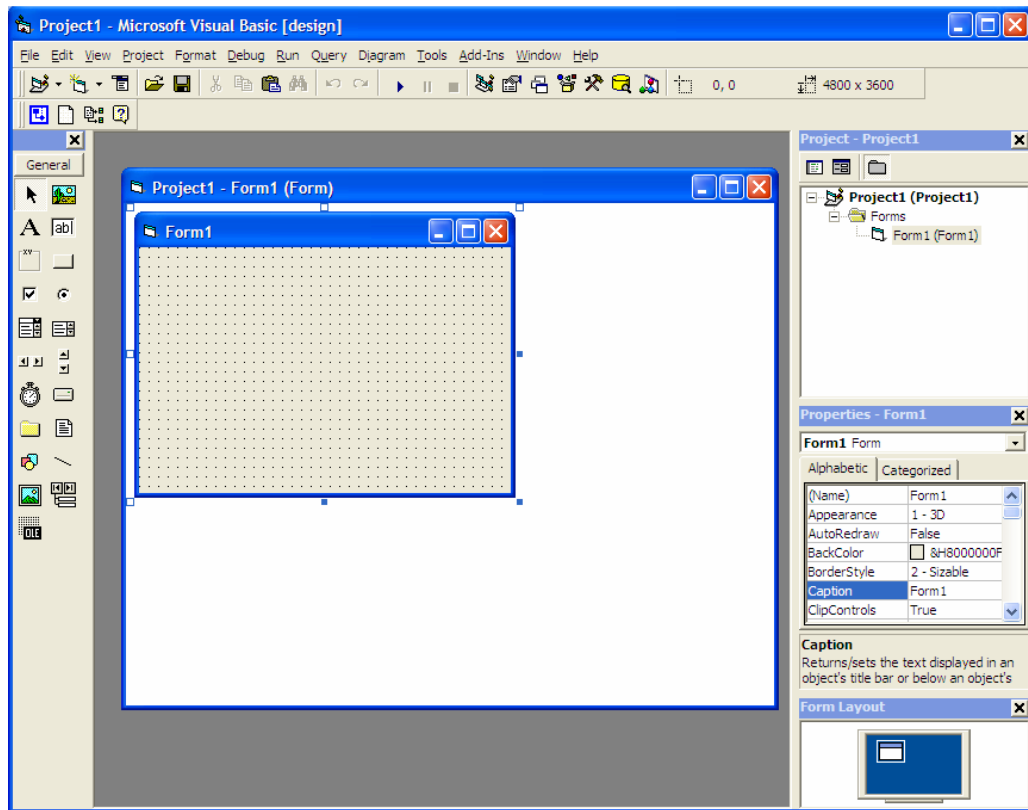 Project1 - Microsoft Visual Basic [design]
File Edit View Project Format Debug Run Query Diagram Tools Add-Ins Window Help
0, 0 4800 x 3600
General
A ab|
XY
OLE
Project1 - Form1 (Form)
Form1
Project - Project1
Project1 (Project1)
Forms
Form1 (Form1)
Properties - Form1
Form1 Form
Alphabetic Categorized
(Name) Form1
Appearance 1 - 3D
AutoRedraw False
BackColor &H8000000F
BorderStyle 2 - Sizable
Caption Form1
ClipControls True
Caption
Returns/sets the text displayed in an
object's title bar or below an object's
Form Layout